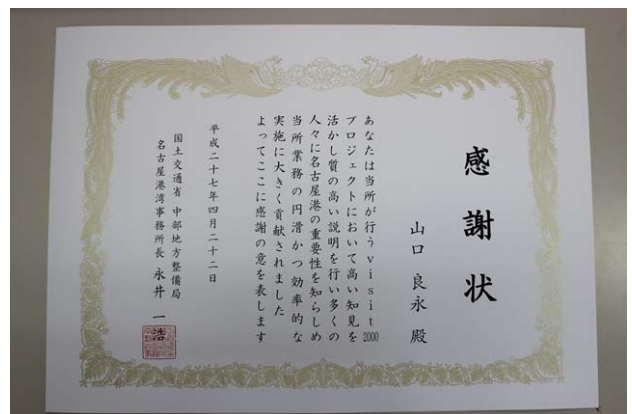 感謝状
山口 良永 殿
あなたは当所が行うvisit2000
プロジェクトにおいて高い知見を
活かし質の高い説明を行い多くの
人々に名古屋港の重要性を知らしめ
当所業務の円滑かつ効率的な
実施に大きく貢献されました
よってここに感謝の意を表します
平成二十七年四月二十二日
国土交通省 中部地方整備局
名古屋港湾事務所長 永井 一浩